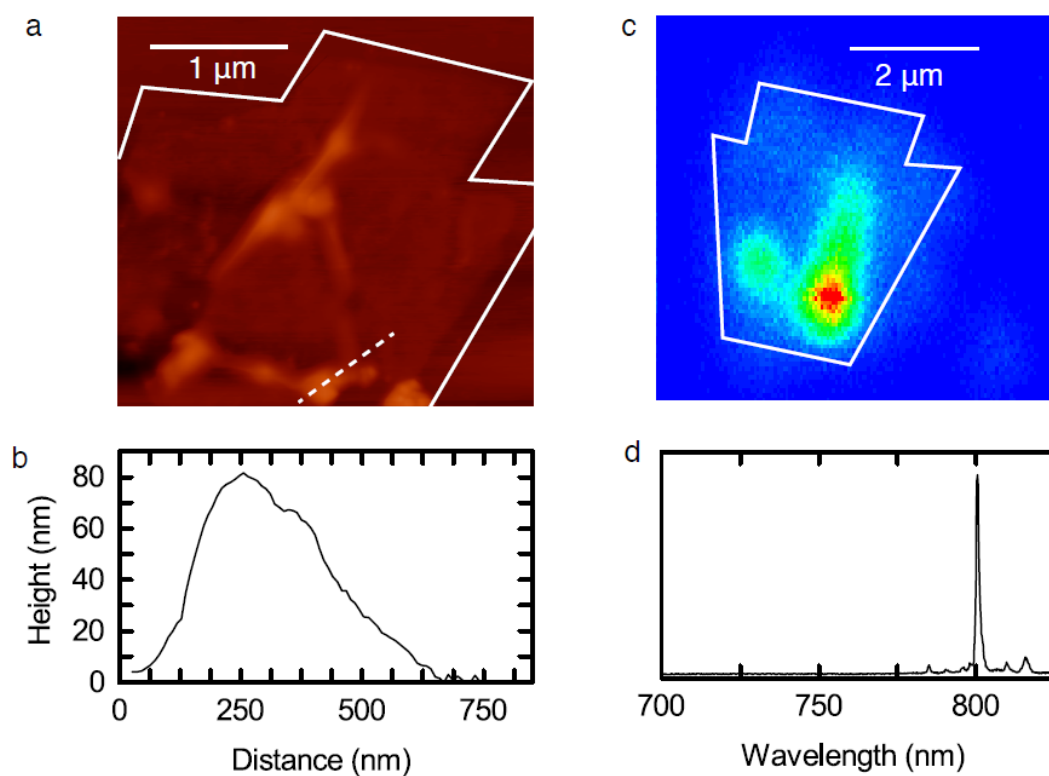 a
1 μm
c
2 μm
b
80
60
40
20
0
Height (nm)
0 250 500 750
Distance (nm)
d
700 750 800
Wavelength (nm)